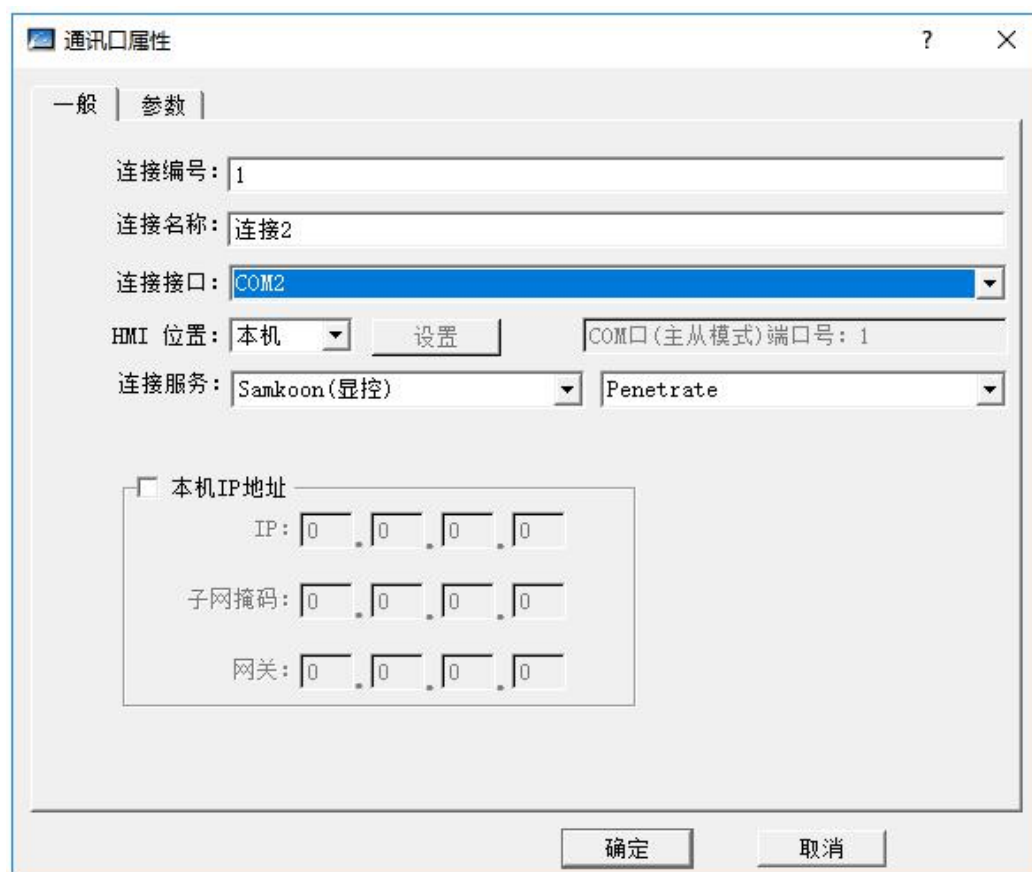 通讯口属性
? ×
一般 参数
连接编号: 1
连接名称: 连接2
连接接口: COM2
HMI 位置: 本机 设置 COM口(主从模式)端口号: 1
连接服务: Samkoon(显控) Penetrate
本机IP地址
IP: 0 . 0 . 0 . 0
子网掩码: 0 . 0 . 0 . 0
网关: 0 . 0 . 0 . 0
确定 取消